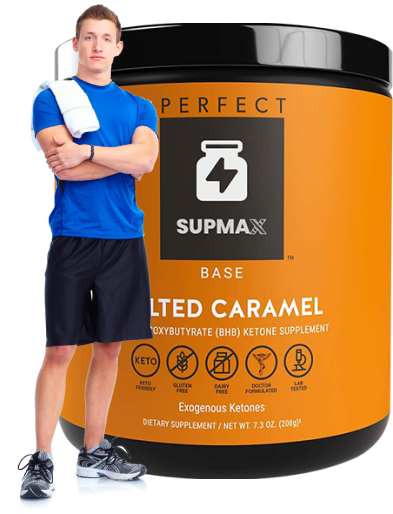 PERFECT
SUPMAX
™
BASE
LTED CARAMEL
OXYBUTYRATE (BHB) KETONE SUPPLEMENT
KETO
KETO FRIENDLY
GLUTEN FREE
DAIRY FREE
DOCTOR FORMULATED
LAB TESTED
Exogenous Ketones
DIETARY SUPPLEMENT / NET WT. 7.3 OZ. (208g)